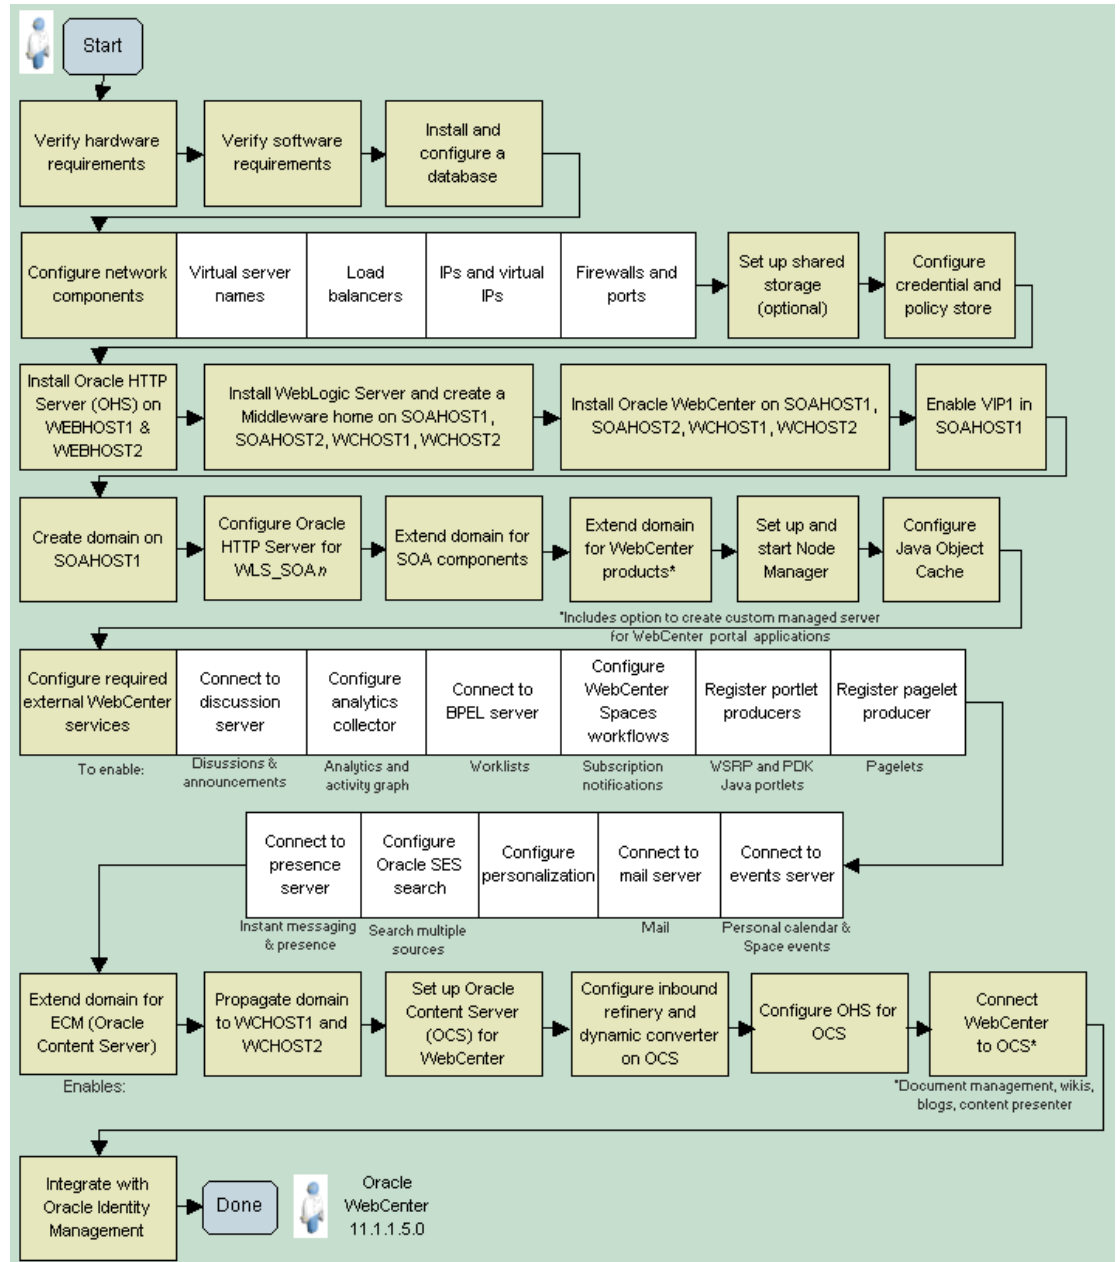 Start
Verify hardware
requirements
Verify software
requirements
Install and
configure a
database
Configure network
components
Virtual server
names
Load
balancers
IPs and virtual
IPs
Firewalls and
ports
Set up shared
storage
(optional)
Configure
credential and
policy store
Install Oracle HTTP
Server (OHS) on
WEBHOST1 &
WEBHOST2
Install WebLogic Server and create a
Middleware home on SOAHOST1,
SOAHOST2, WCHOST1, WCHOST2
Install Oracle WebCenter on SOAHOST1,
SOAHOST2, WCHOST1, WCHOST2
Enable VIP1 in
SOAHOST1
Create domain on
SOAHOST1
Configure Oracle
HTTP Server for
WLS_SOAn
Extend domain for
SOA components
Extend domain
for WebCenter
products*
Set up and
start Node
Manager
Configure
Java Object
Cache
*Includes option to create custom managed server
for WebCenter portal applications
Configure required
external WebCenter
services
Connect to
discussion
server
Configure
analytics
collector
Connect to
BPEL server
Configure
WebCenter
Spaces
workflows
Register portlet
producers
Register pagelet
producer
To enable:
Disussions &
announcements
Analytics and
activity graph
Worklists
Subscription
notifications
WSRP and PDK
Java portlets
Pagelets
Connect to
presence
server
Configure
Oracle SES
search
Configure
personalization
Connect to
mail server
Connect to
events server
Instant messaging
& presence
Search multiple
sources
Mail
Personal calendar &
Space events
Extend domain for
ECM (Oracle
Content Server)
Propagate domain
to WCHOST1 and
WCHOST2
Set up Oracle
Content Server
(OCS) for
WebCenter
Configure inbound
refinery and
dynamic converter
on OCS
Configure OHS for
OCS
Connect
WebCenter
to OCS*
Enables:
*Document management, wikis,
blogs, content presenter
Integrate with
Oracle Identity
Management
Done
Oracle
WebCenter
11.1.1.5.0